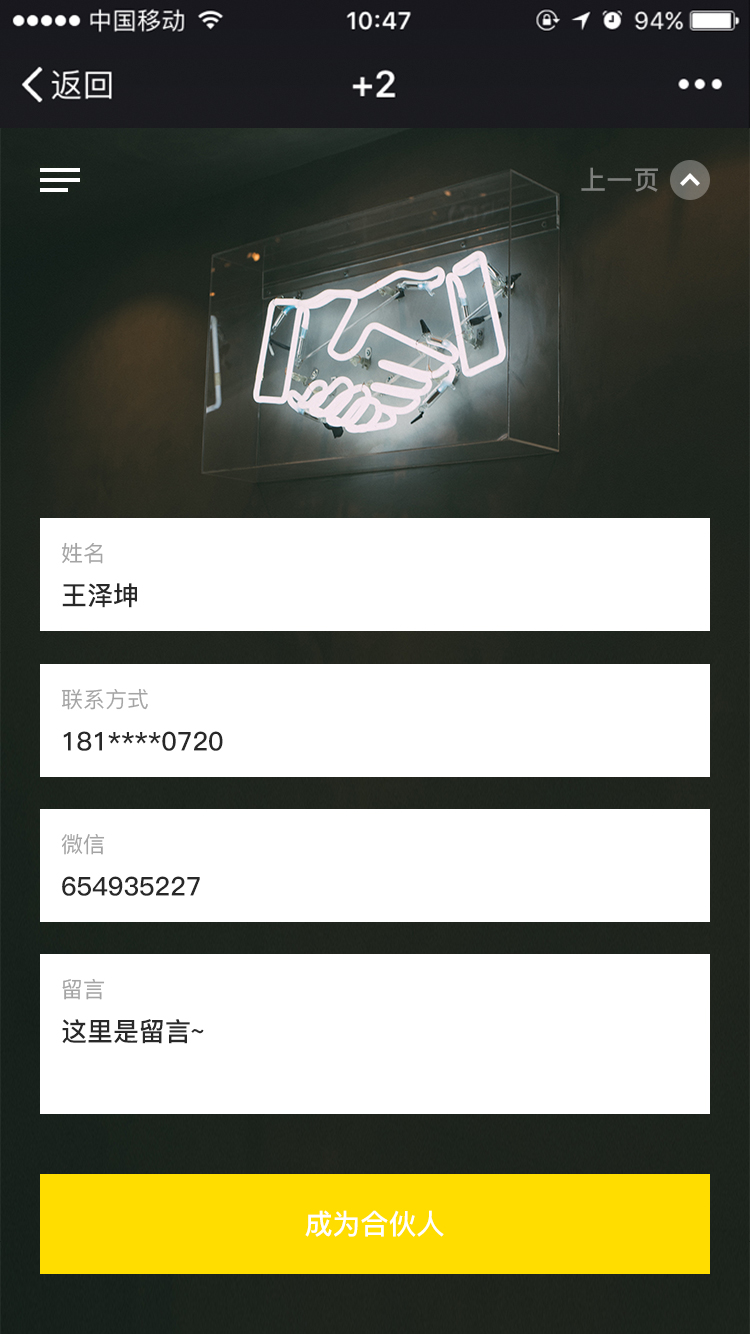 中国移动 10:47 94%
返回 +2
上一页
姓名
王泽坤
联系方式
181****0720
微信
654935227
留言
这里是留言~
成为合伙人